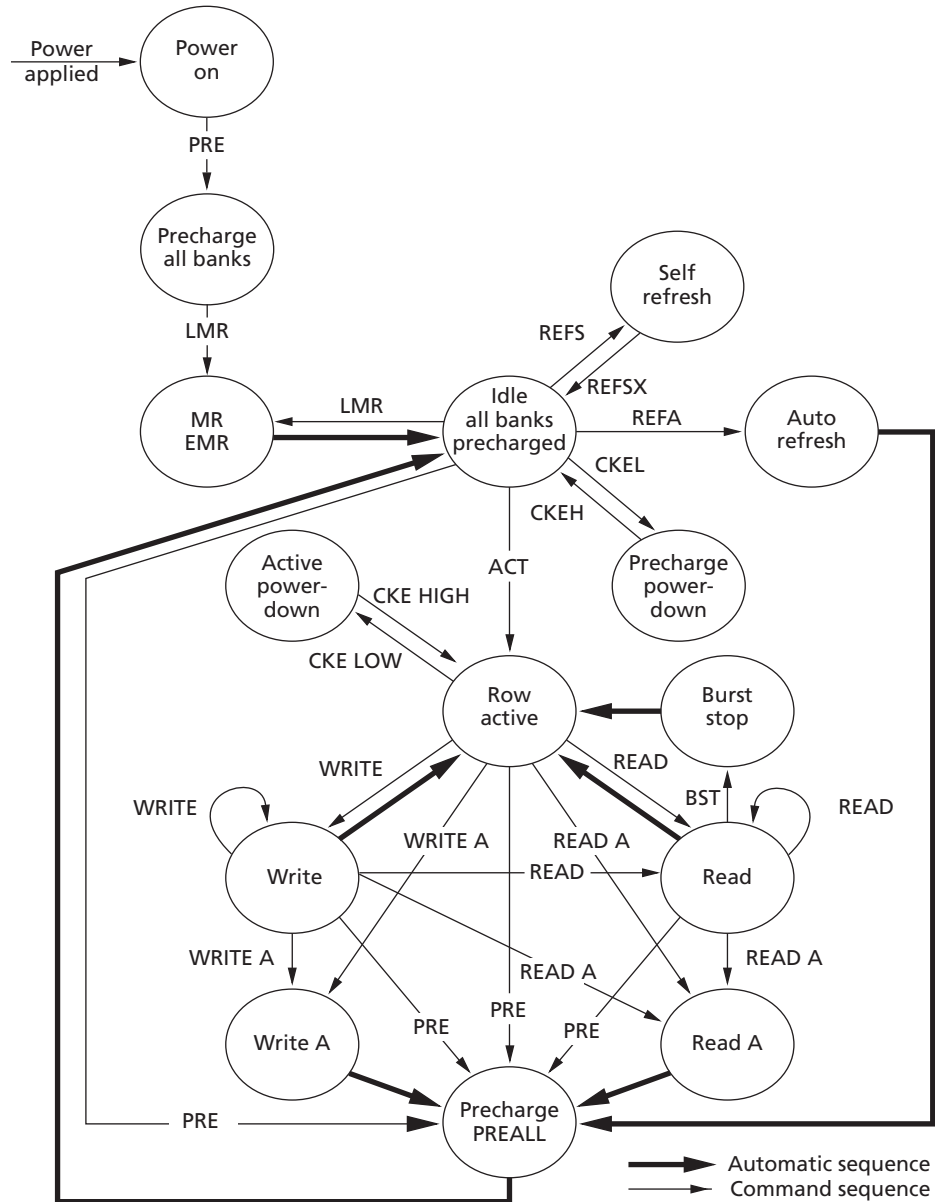 Power
applied
Power
on
PRE
Precharge
all banks
LMR
Self
refresh
REFS
REFSX
MR
EMR
LMR
Idle
all banks
precharged
REFA
Auto
refresh
CKEL
CKEH
Active
power-
down
CKE HIGH
CKE LOW
ACT
Precharge
power-
down
Row
active
Burst
stop
WRITE
READ
BST
WRITE
READ
WRITE A
READ A
Write
READ
Read
WRITE A
READ A
READ A
PRE
PRE
PRE
Write A
Read A
Precharge
PREALL
PRE
Automatic sequence
Command sequence